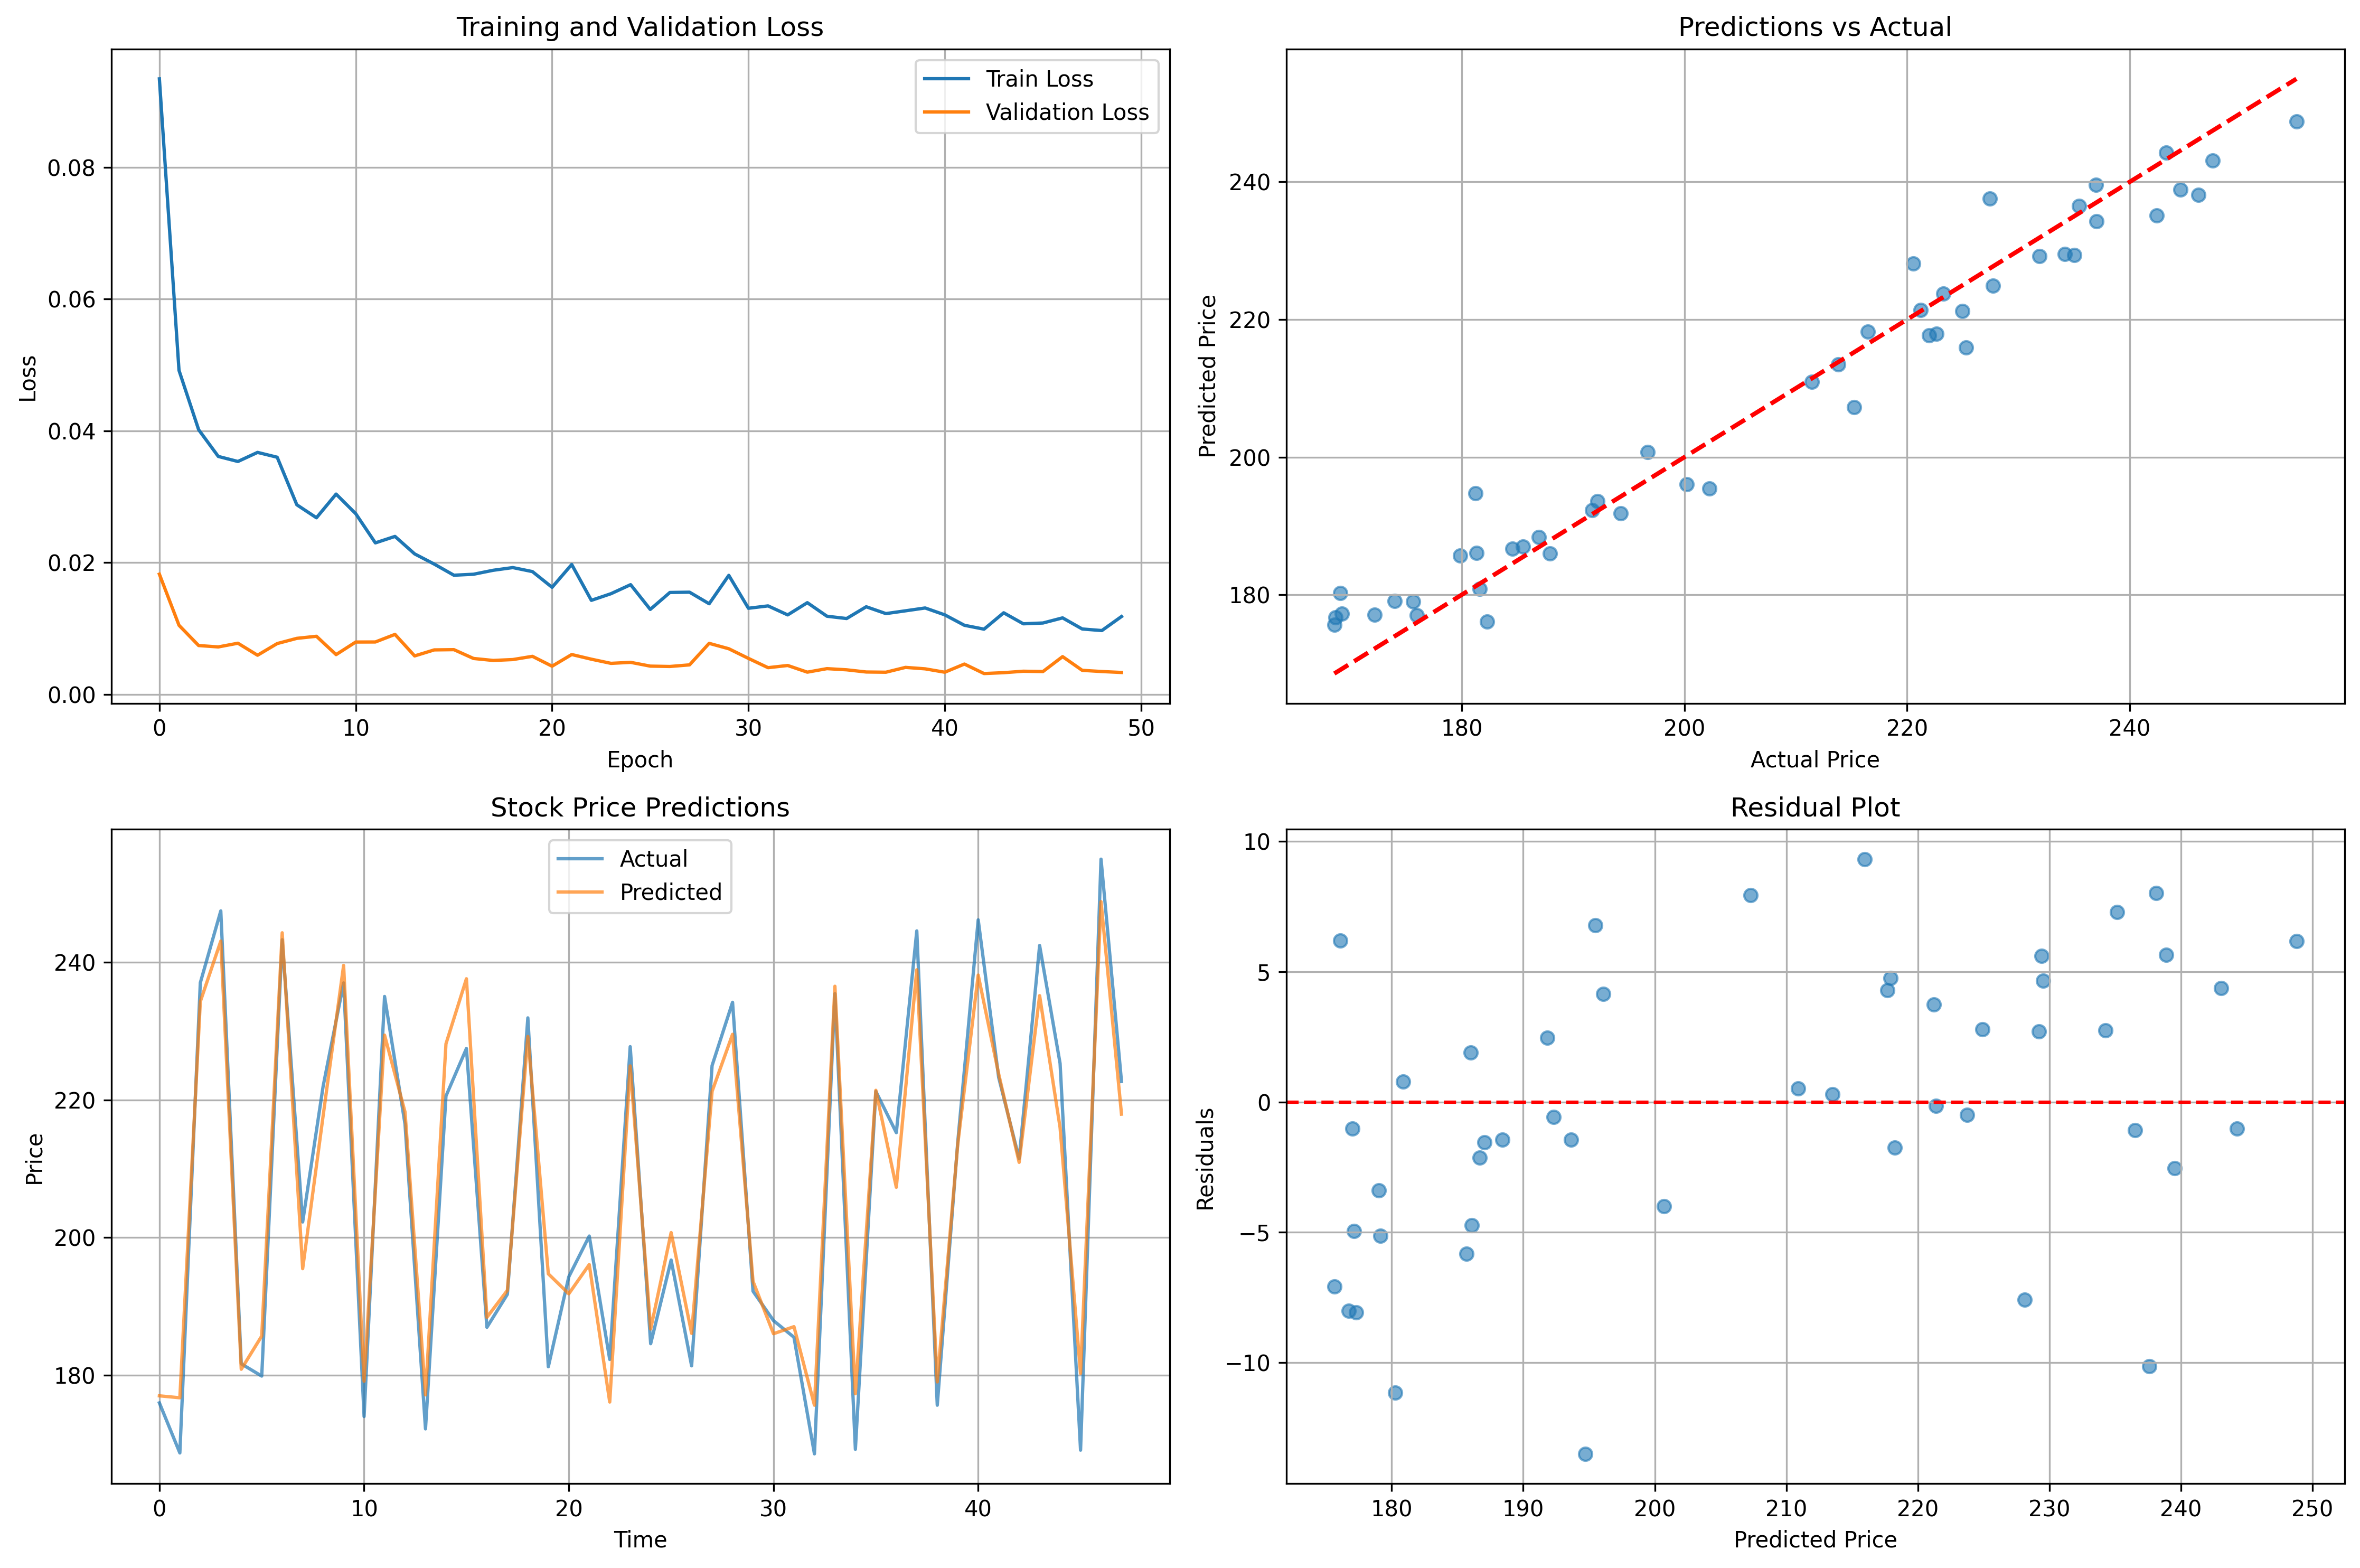 Training and Validation Loss
Train Loss
Validation Loss
0.08
0.06
0.04
0.02
0.00
Loss
0 10 20 30 40 50
Epoch
Predictions vs Actual
240
220
200
180
Predicted Price
180 200 220 240
Actual Price
Stock Price Predictions
Actual
Predicted
240
220
200
180
Price
0 10 20 30 40
Time
Residual Plot
10
5
0
−5
−10
Residuals
180 190 200 210 220 230 240 250
Predicted Price